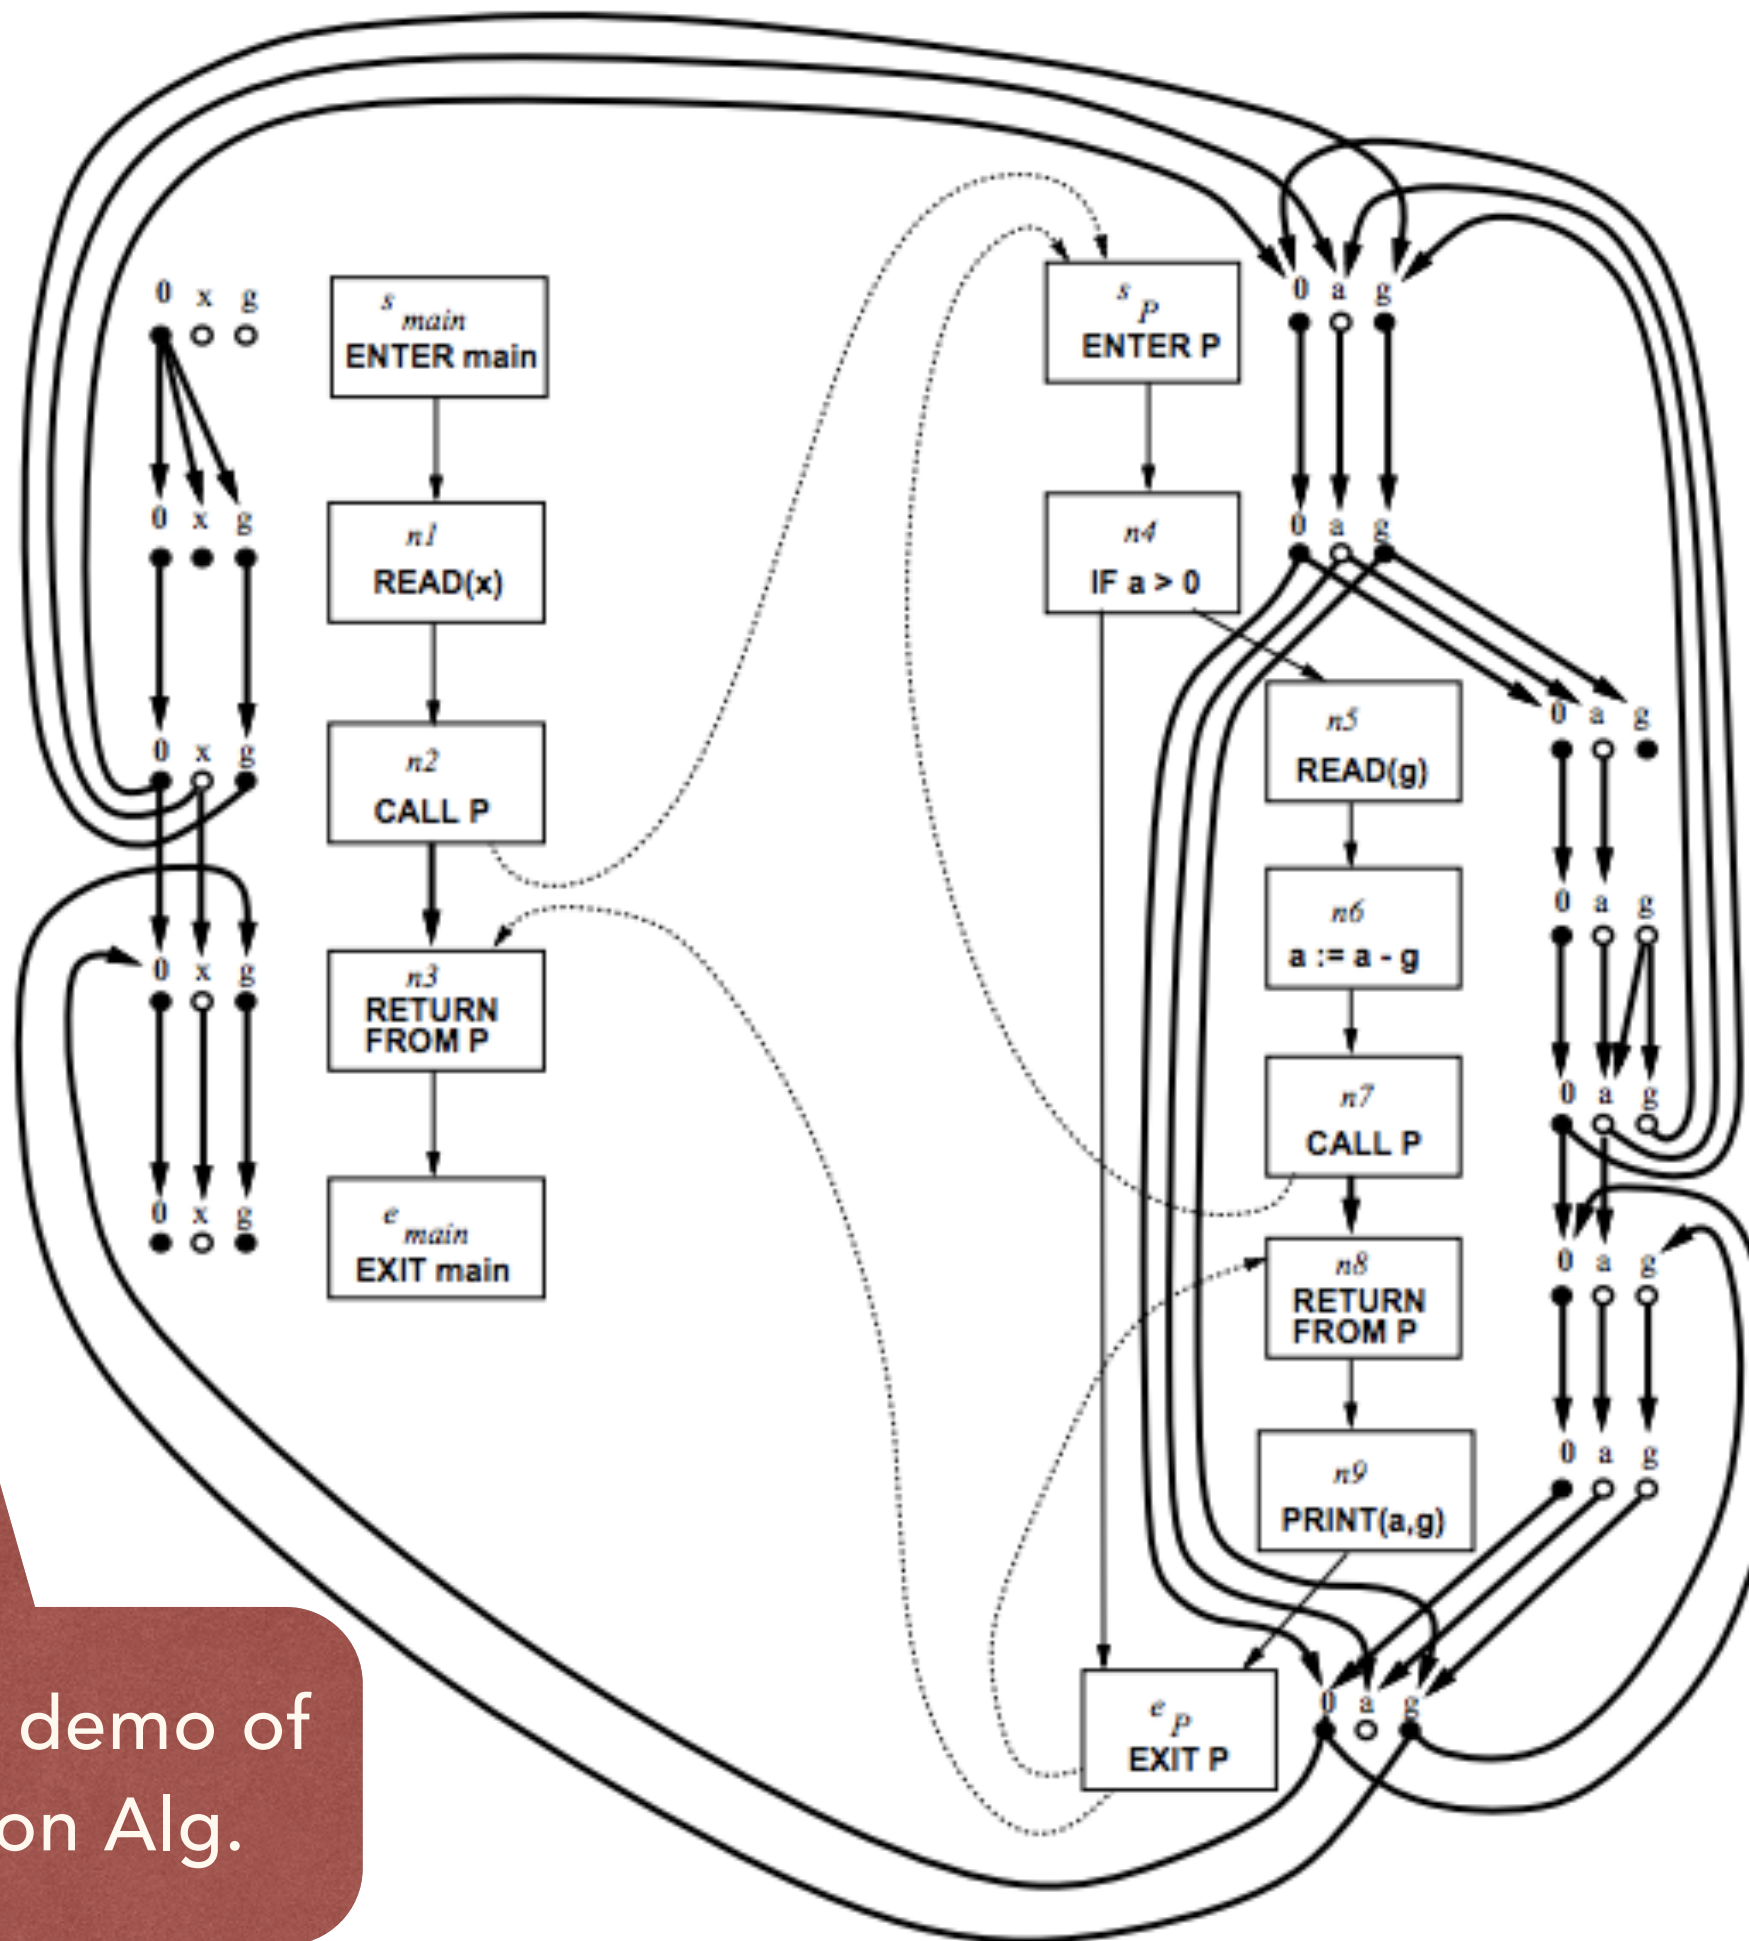 0 x g
s main
ENTER main
0 x g
n1
READ(x)
0 x g
n2
CALL P
0 x g
n3
RETURN
FROM P
0 x g
e main
EXIT main
s P
ENTER P
0 a g
n4
IF a > 0
0 a g
n5
READ(g)
0 a g
n6
a := a - g
0 a g
n7
CALL P
0 a g
n8
RETURN
FROM P
0 a g
n9
PRINT(a,g)
0 a g
e P
EXIT P
0 a g
demo of
on Alg.